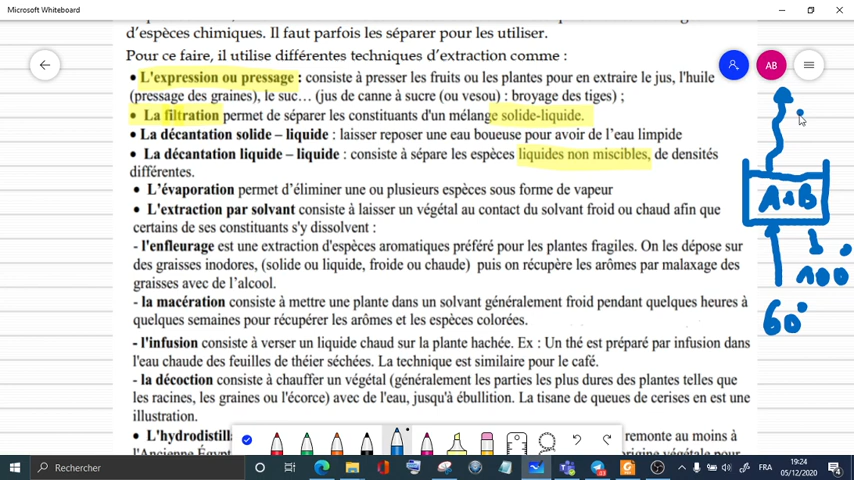 Microsoft Whiteboard
d'espèces chimiques. Il faut parfois les séparer pour les utiliser.
Pour ce faire, il utilise différentes techniques d'extraction comme :
• L'expression ou pressage : consiste à presser les fruits ou les plantes pour en extraire le jus, l'huile
(pressage des graines), le suc… (jus de canne à sucre (ou vesou) : broyage des tiges) ;
• La filtration permet de séparer les constituants d'un mélange solide-liquide.
• La décantation solide – liquide : laisser reposer une eau boueuse pour avoir de l'eau limpide
• La décantation liquide – liquide : consiste à sépare les espèces liquides non miscibles, de densités
différentes.
• L'évaporation permet d'éliminer une ou plusieurs espèces sous forme de vapeur
• L'extraction par solvant consiste à laisser un végétal au contact du solvant froid ou chaud afin que
certains de ses constituants s'y dissolvent :
- l'enfleurage est une extraction d'espèces aromatiques préféré pour les plantes fragiles. On les dépose sur
des graisses inodores, (solide ou liquide, froide ou chaude) puis on récupère les arômes par malaxage des
graisses avec de l'alcool.
- la macération consiste à mettre une plante dans un solvant généralement froid pendant quelques heures à
quelques semaines pour récupérer les arômes et les espèces colorées.
- l'infusion consiste à verser un liquide chaud sur la plante hachée. Ex : Un thé est préparé par infusion dans
l'eau chaude des feuilles de théier séchées. La technique est similaire pour le café.
- la décoction consiste à chauffer un végétal (généralement les parties les plus dures des plantes telles que
les racines, les graines ou l'écorce) avec de l'eau, jusqu'à ébullition. La tisane de queues de cerises en est une
illustration.
• L'hydrodistill
remonte au moins à
AB
A+B
100°
60°
Rechercher
FRA
19:24
05/12/2020